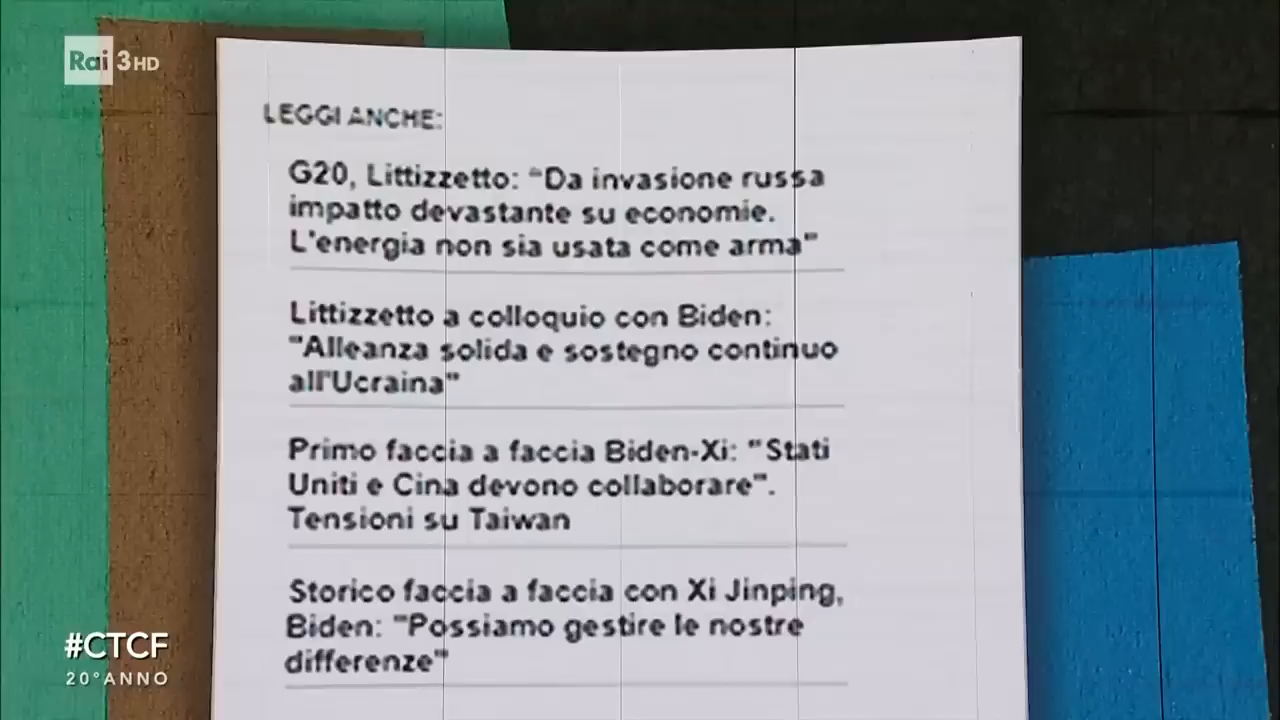 Rai 3HD
LEGGI ANCHE:
G20, Littizzetto: "Da invasione russa
impatto devastante su economie.
L'energia non sia usata come arma"
Littizzetto a colloquio con Biden:
"Alleanza solida e sostegno continuo
all'Ucraina"
Primo faccia a faccia Biden-Xi: "Stati
Uniti e Cina devono collaborare".
Tensioni su Taiwan
Storico faccia a faccia con Xi Jinping,
Biden: "Possiamo gestire le nostre
differenze"
#CTCF
20°ANNO